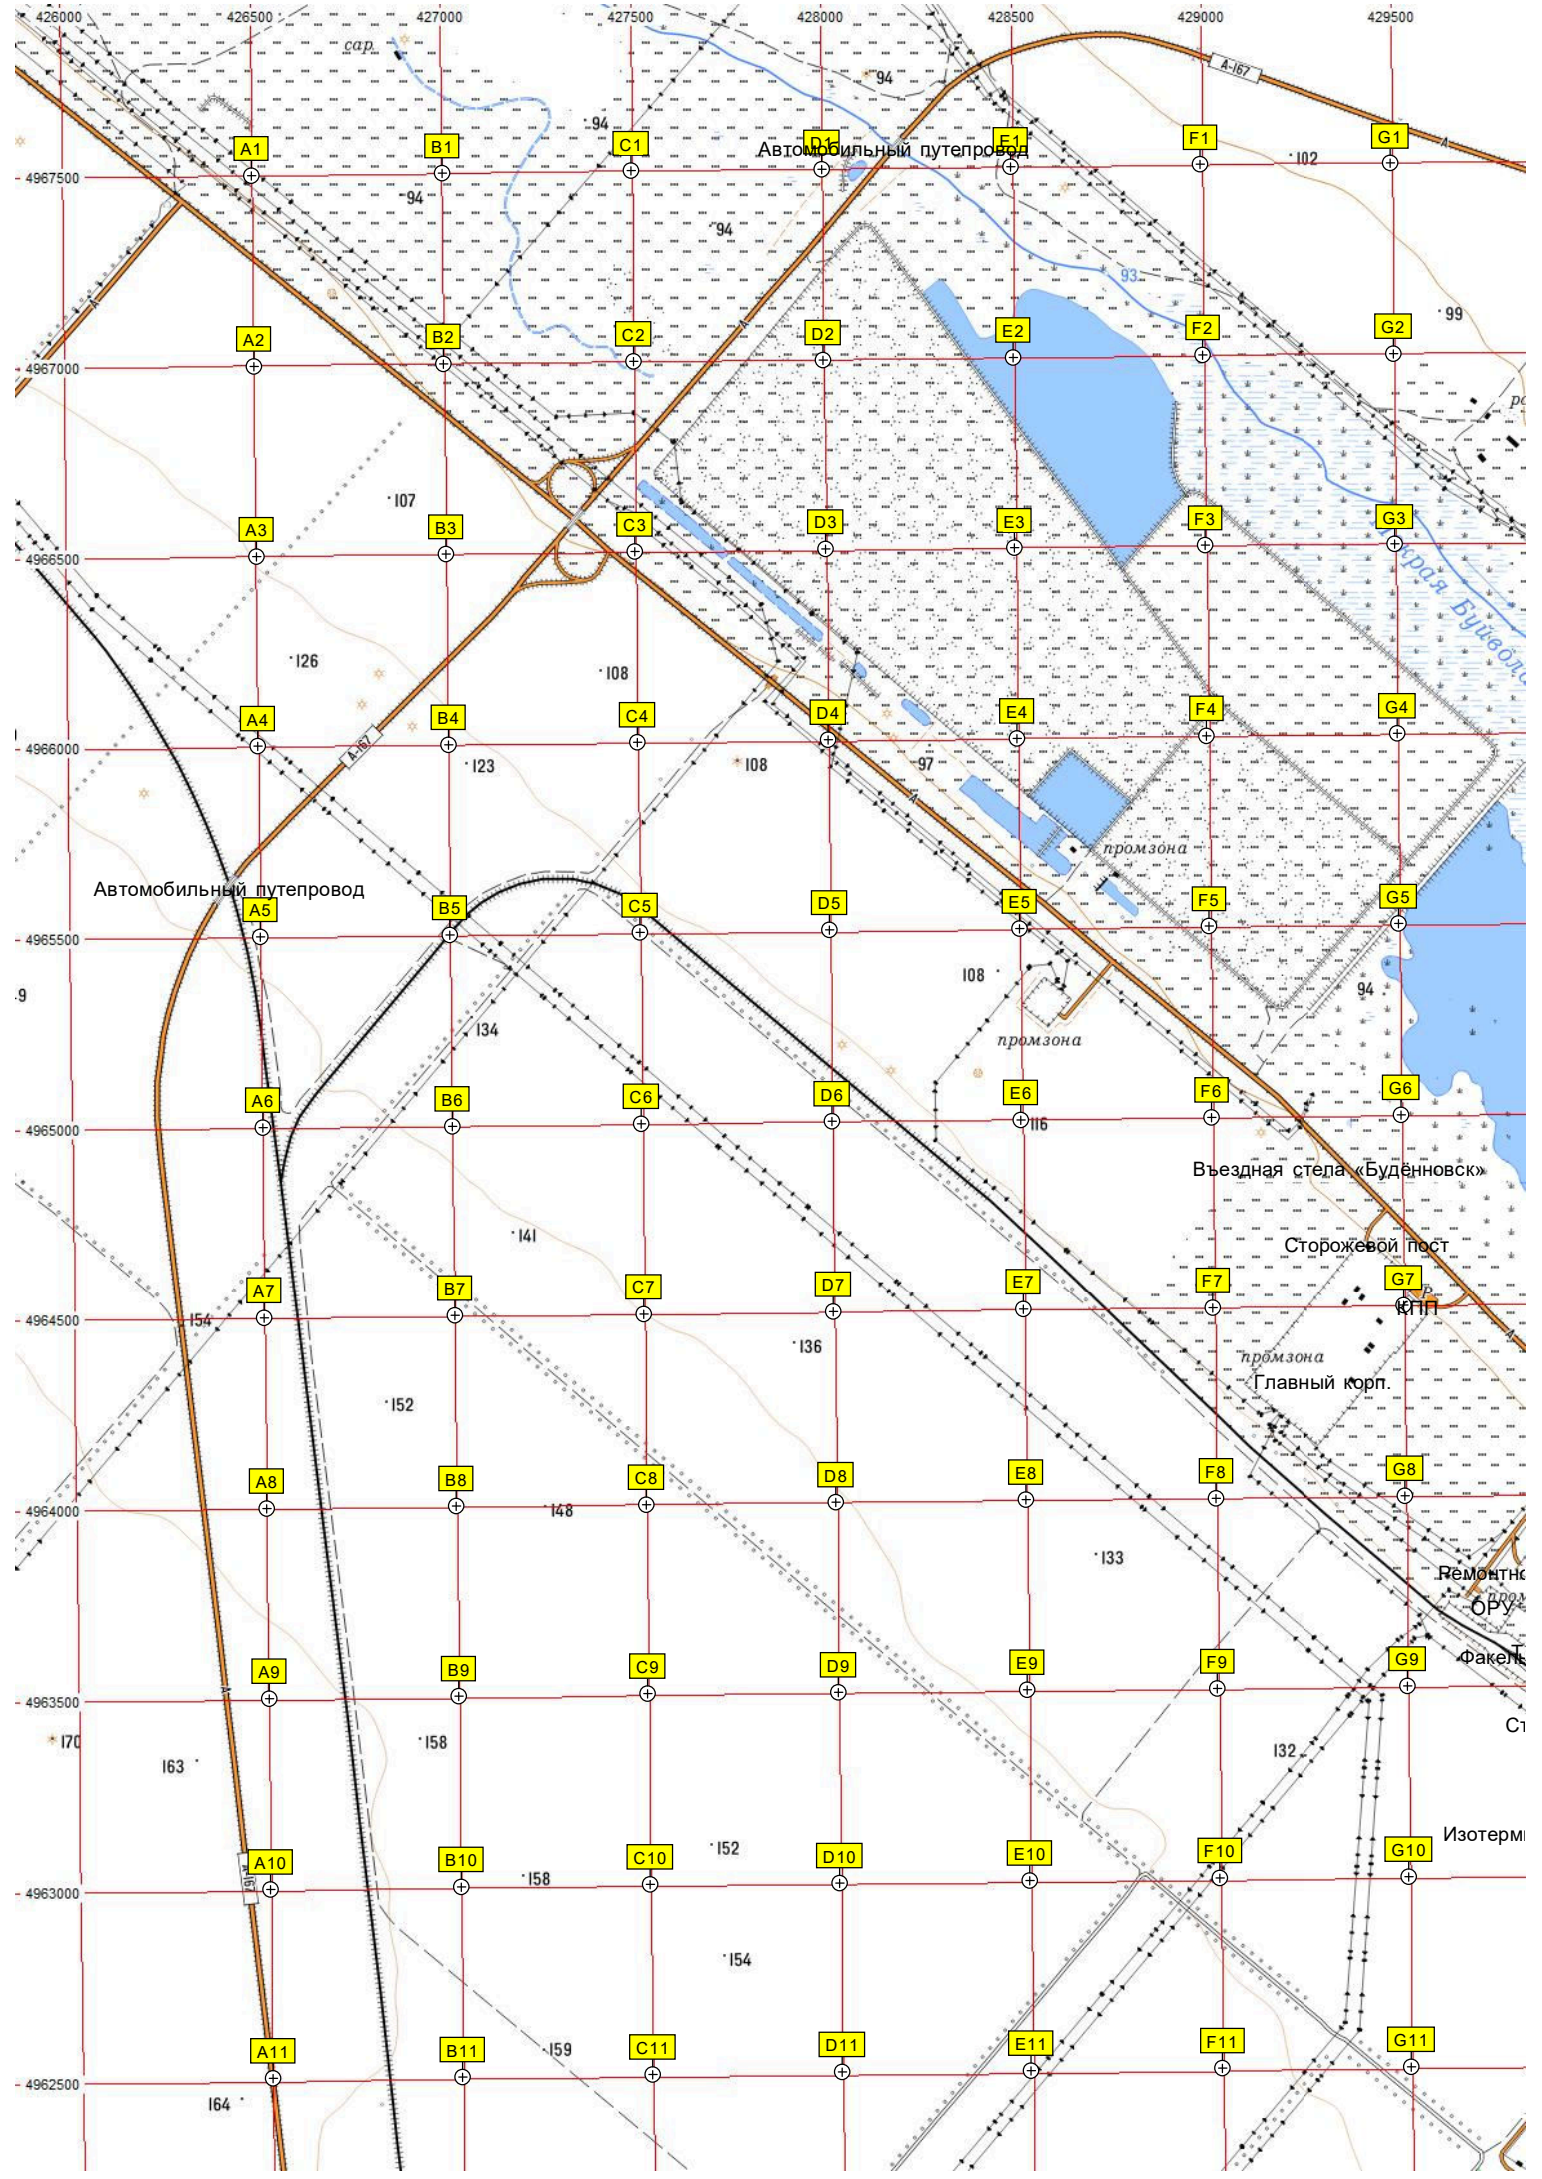 426000 426500 427000 427500 428000 428500 429000 429500
сар.
94
А-167
94
A1 B1 C1 D1 E1 F1 G1
Автомобильный путепровод
102
4967500
94
94
93
99
A2 B2 C2 D2 E2 F2 G2
4967000
107
A3 B3 C3 D3 E3 F3 G3
4966500
126
108
A4 B4 C4 D4 E4 F4 G4
4966000
А-167
123
108
97
промзона
Автомобильный путепровод
A5 B5 C5 D5 E5 F5 G5
4965500
108
94
134
промзона
A6 B6 C6 D6 E6 F6 G6
116
4965000
Въездная стела «Будённовск»
141
Сторожевой пост
A7 B7 C7 D7 E7 F7 G7
КПП
154
4964500
136
промзона
Главный корп.
152
A8 B8 C8 D8 E8 F8 G8
148
4964000
133
Ремонтно
ОРУ
Факель
A9 B9 C9 D9 E9 F9 G9
4963500
170
158
163
132
Ст
Изотерми
152
A10 B10 C10 D10 E10 F10 G10
158
4963000
А-167
154
A11 B11 C11 D11 E11 F11 G11
159
4962500
164